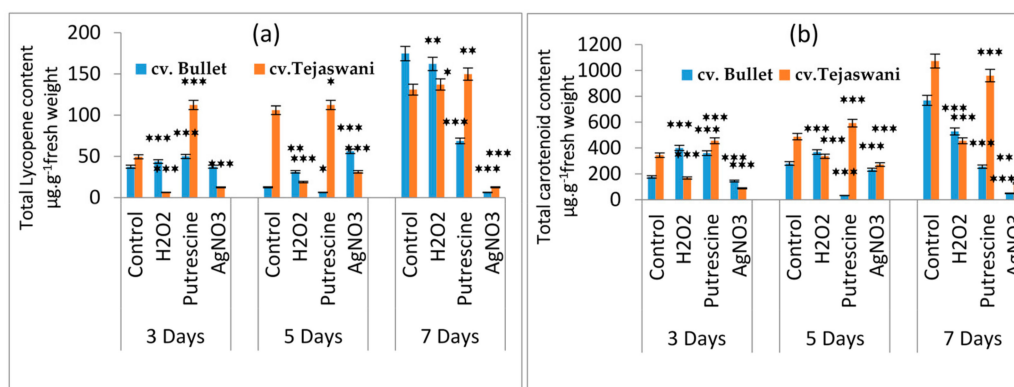 (a)
200
150
100
50
0
Total Lycopene content
µg.g-1fresh weight
cv. Bullet
cv.Tejaswani
*** *** *** *** ***
** *** * * *** ***
** * *** ** *** ***
Control
H2O2
Putrescine
AgNO3
Control
H2O2
Putrescine
AgNO3
Control
H2O2
Putrescine
AgNO3
3 Days
5 Days
7 Days
(b)
1200
1000
800
600
400
200
0
Total carotenoid content
µg.g-1fresh weight
cv. Bullet
cv.Tejaswani
*** *** *** *** *** ***
*** *** *** *** *** ***
*** *** *** ***
Control
H2O2
Putrescine
AgNO3
Control
H2O2
Putrescine
AgNO3
Control
H2O2
Putrescine
AgNO3
3 Days
5 Days
7 Days